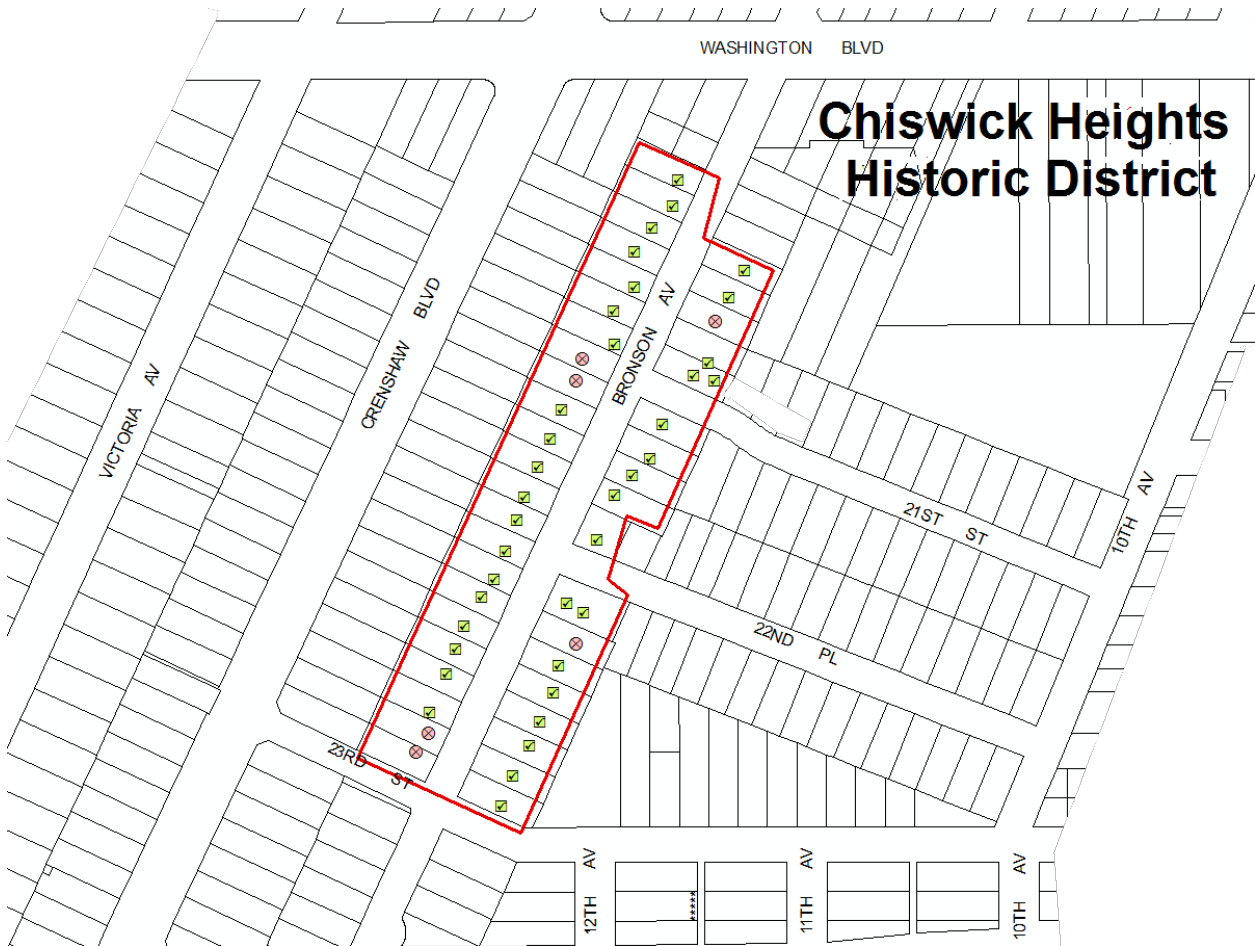 WASHINGTON BLVD
Chiswick Heights
Historic District
VICTORIA AV
CRENSHAW BLVD
BRONSON AV
10TH AV
21ST ST
22ND PL
23RD ST
12TH AV
11TH AV
10TH AV